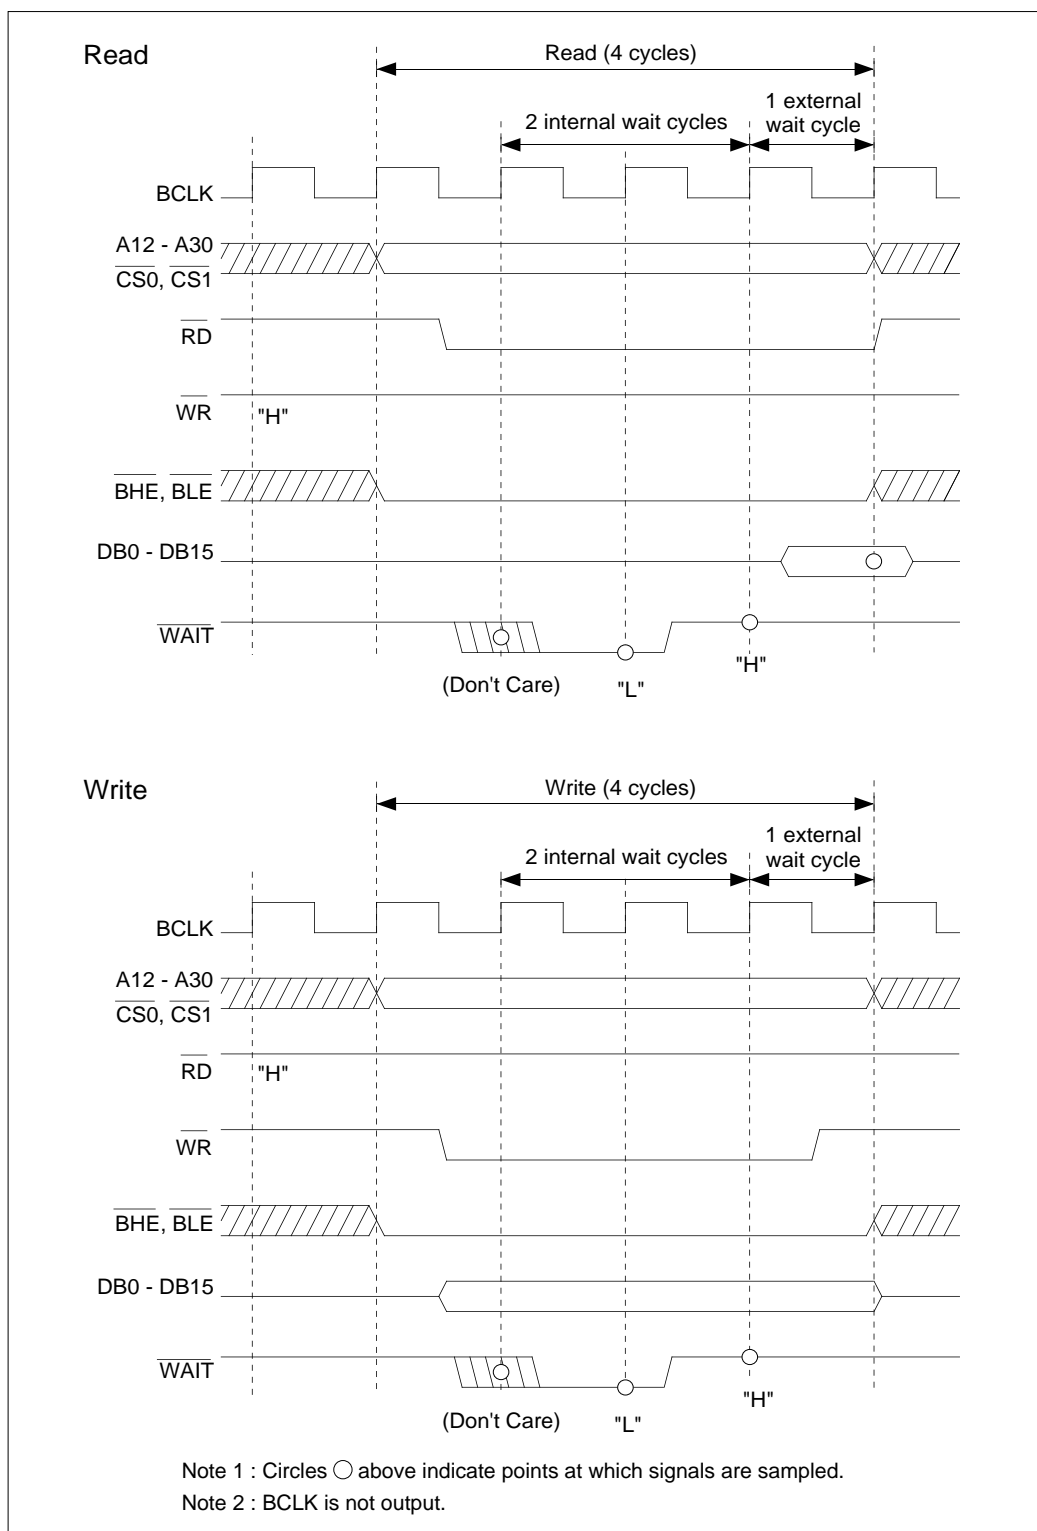 Read
Read (4 cycles)
2 internal wait cycles
1 external
wait cycle
BCLK
A12 - A30
CS0, CS1
RD
WR
"H"
BHE, BLE
DB0 - DB15
WAIT
(Don't Care)
"L"
"H"
Write
Write (4 cycles)
2 internal wait cycles
1 external
wait cycle
BCLK
A12 - A30
CS0, CS1
RD
"H"
WR
BHE, BLE
DB0 - DB15
WAIT
(Don't Care)
"L"
"H"
Note 1 : Circles ○ above indicate points at which signals are sampled.
Note 2 : BCLK is not output.